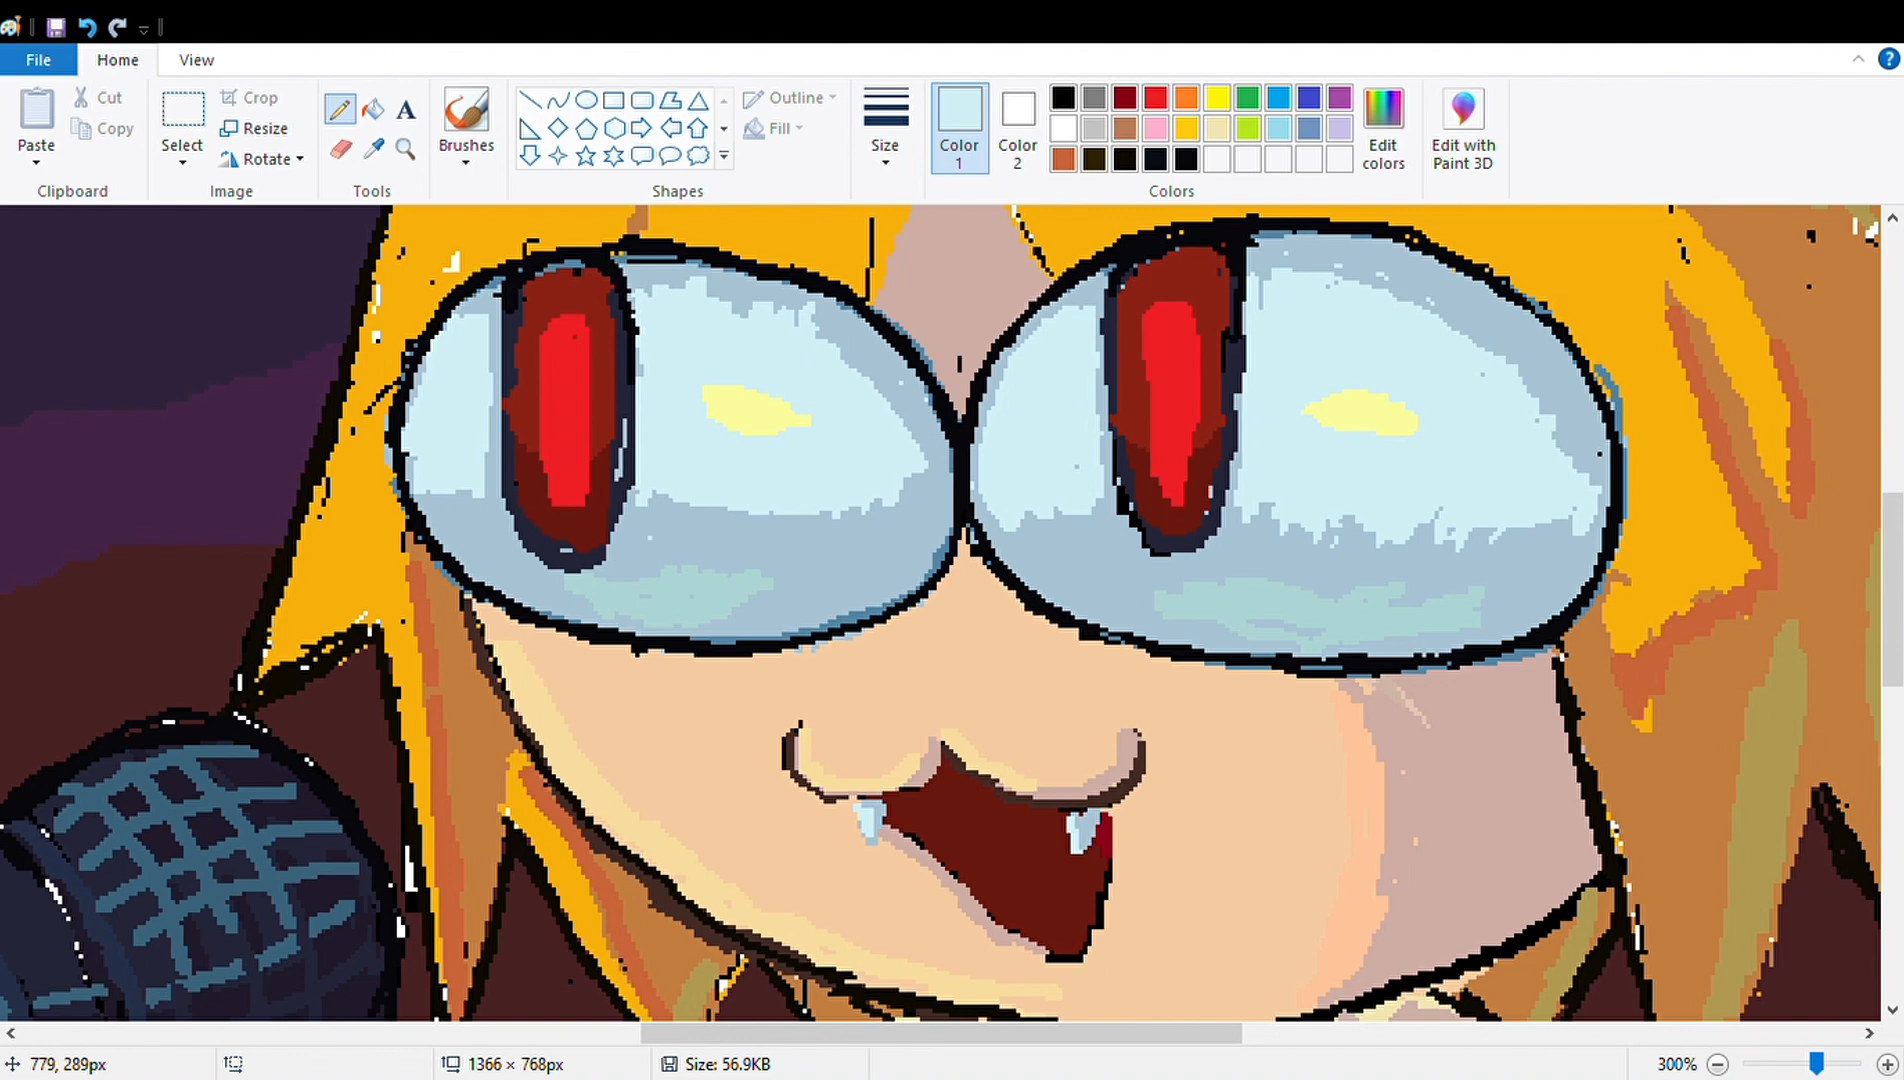 File Home View
Paste
Cut
Copy
Clipboard
Select
Crop
Resize
Rotate
Image
A
Tools
Brushes
Outline
Fill
Shapes
Size
Color 1
Color 2
Edit colors
Colors
Edit with Paint 3D
?
779, 289px
1366 × 768px
Size: 56.9KB
300%